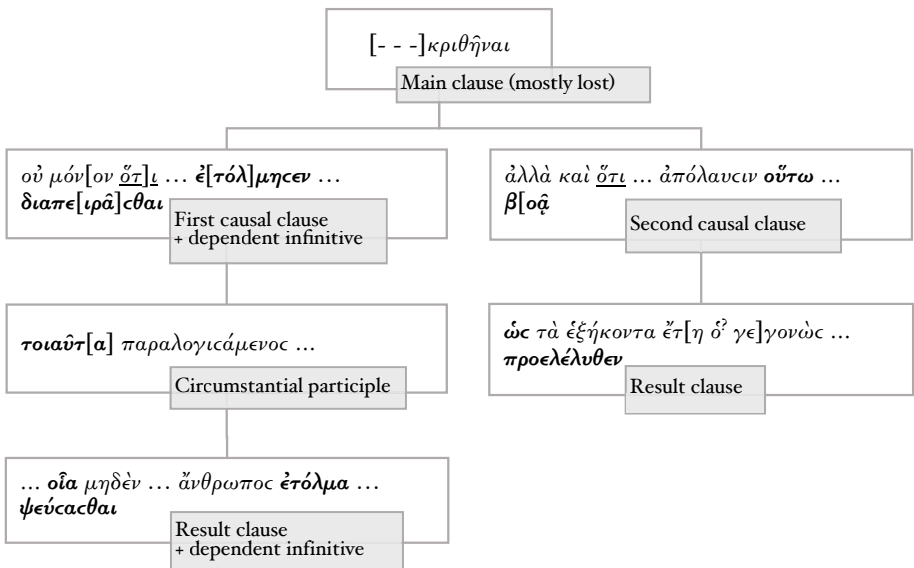 [- - -]κριθῆναι
Main clause (mostly lost)
οὐ μόν[ον ὅτ]ι … ἐ[τόλ]μηϲεν …
διαπε[ιρᾶ]ϲθαι
First causal clause
+ dependent infinitive
ἀλλὰ καὶ ὅτι … ἀπόλαυϲιν οὕτω …
β[οᾷ
Second causal clause
τοιαῦτ[α] παραλογιϲάμενοϲ …
Circumstantial participle
ὡϲ τὰ ἑξήκοντα ἔτ[η ὁ? γε]γονὼϲ …
προελέλυθεν
Result clause
… οἷα μηδὲν … ἄνθρωποϲ ἐτόλμα …
ψεύϲαϲθαι
Result clause
+ dependent infinitive